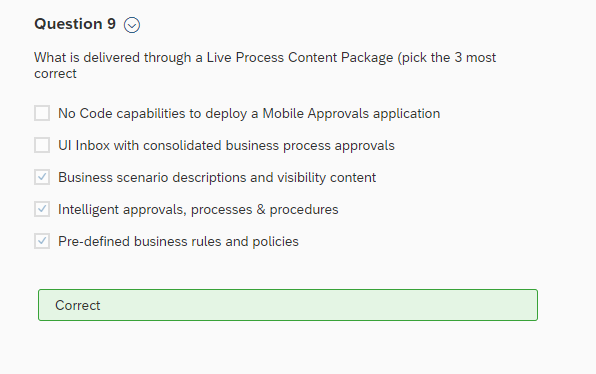 Question 9
What is delivered through a Live Process Content Package (pick the 3 most
correct
No Code capabilities to deploy a Mobile Approvals application
UI Inbox with consolidated business process approvals
Business scenario descriptions and visibility content
Intelligent approvals, processes & procedures
Pre-defined business rules and policies
Correct